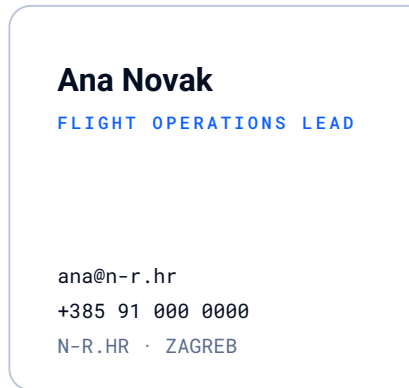 Ana Novak
FLIGHT OPERATIONS LEAD
ana@n-r.hr
+385 91 000 0000
N-R.HR · ZAGREB